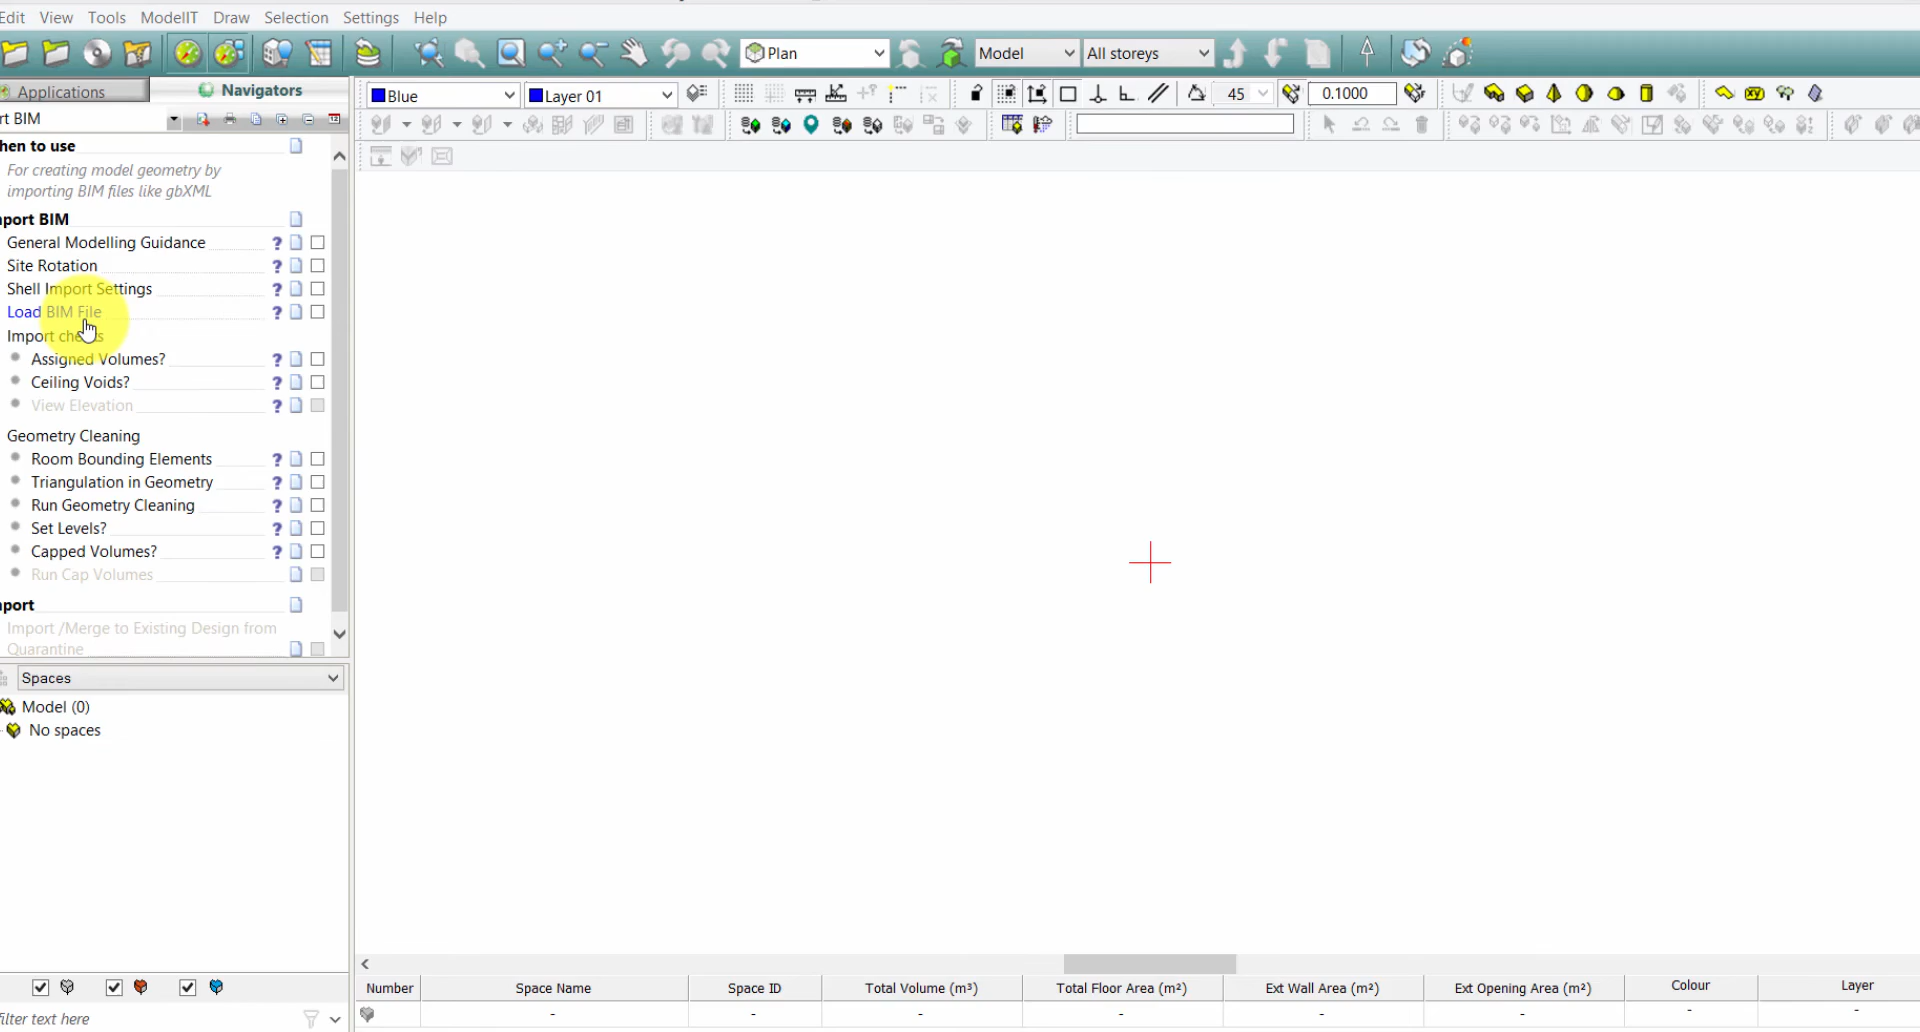 Edit View Tools ModelIT Draw Selection Settings Help
Plan Model All storeys
Applications Navigators
Blue Layer 01 45 0.1000
rt BIM
hen to use
For creating model geometry by
importing BIM files like gbXML
nport BIM
General Modelling Guidance ?
Site Rotation ?
Shell Import Settings ?
Load BIM File ?
Import checks
Assigned Volumes? ?
Ceiling Voids? ?
View Elevation ?
Geometry Cleaning
Room Bounding Elements ?
Triangulation in Geometry ?
Run Geometry Cleaning ?
Set Levels? ?
Capped Volumes? ?
Run Cap Volumes
nport
Import /Merge to Existing Design from
Quarantine
Spaces
Model (0)
No spaces
Number Space Name Space ID Total Volume (m³) Total Floor Area (m²) Ext Wall Area (m²) Ext Opening Area (m²) Colour Layer
- - - - - - - -
filter text here